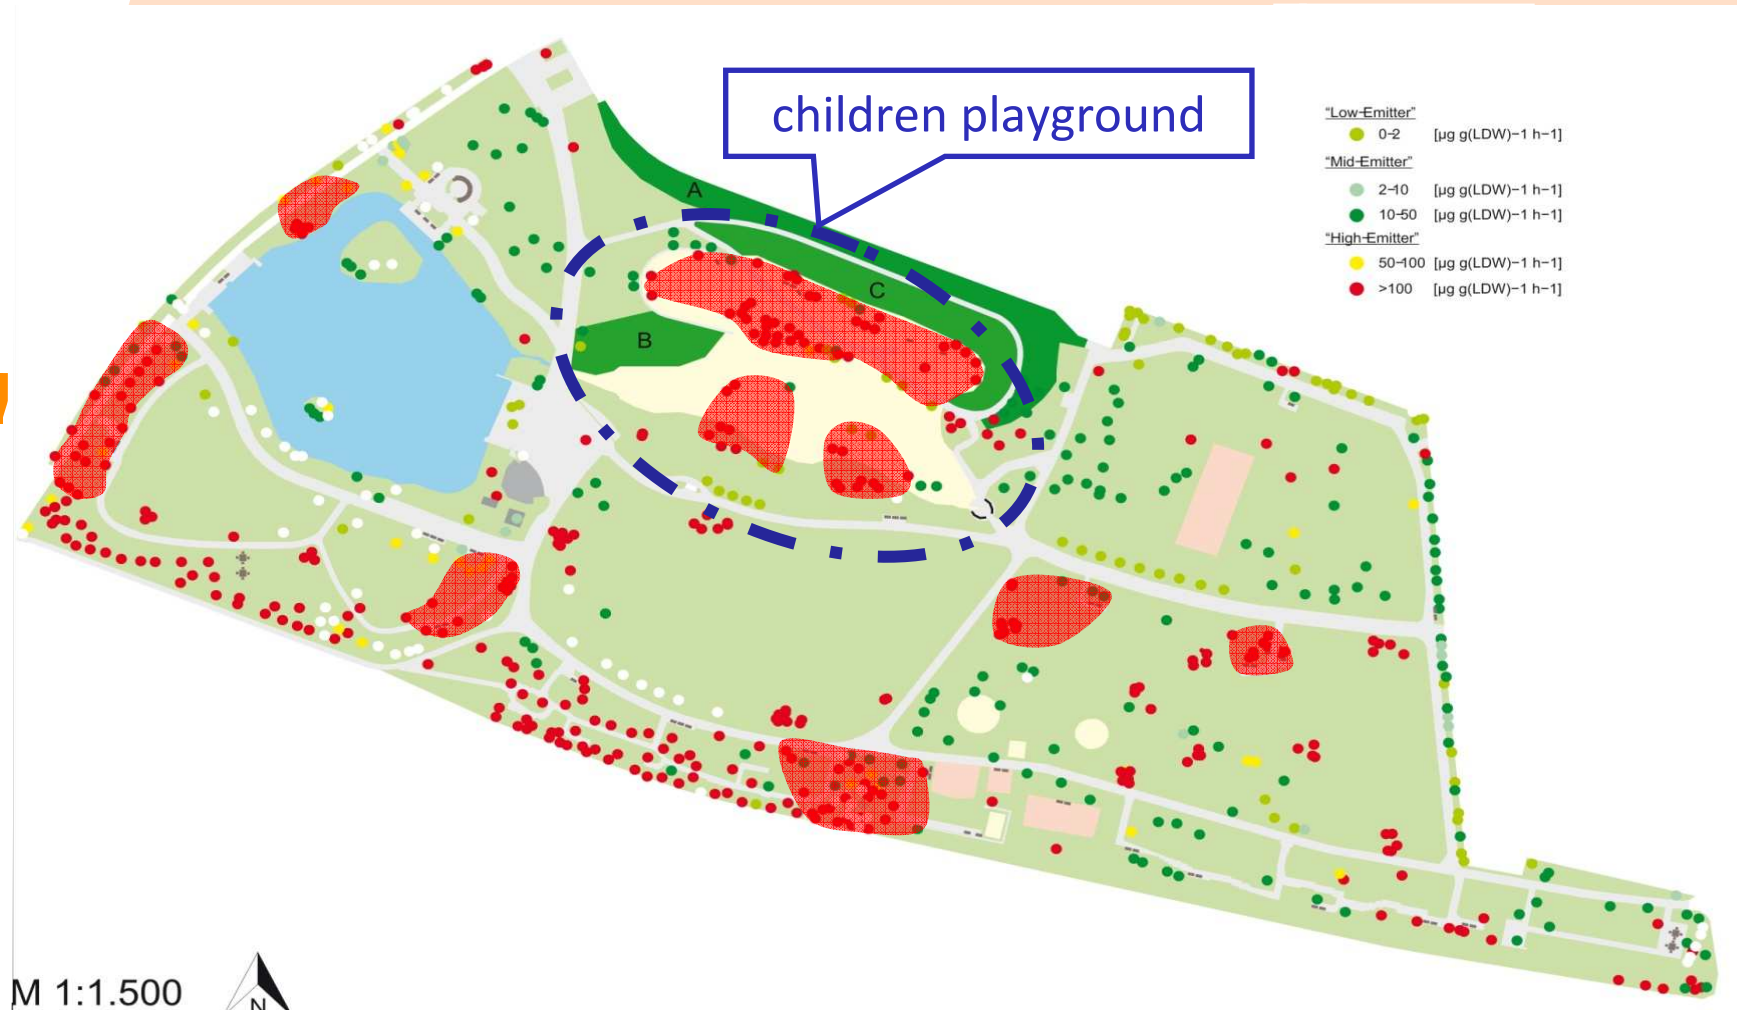 children playground
"Low-Emitter"
0-2 [µg g(LDW)−1 h−1]
"Mid-Emitter"
2-10 [µg g(LDW)−1 h−1]
10-50 [µg g(LDW)−1 h−1]
"High-Emitter"
50-100 [µg g(LDW)−1 h−1]
>100 [µg g(LDW)−1 h−1]
A
C
B
M 1:1.500
N